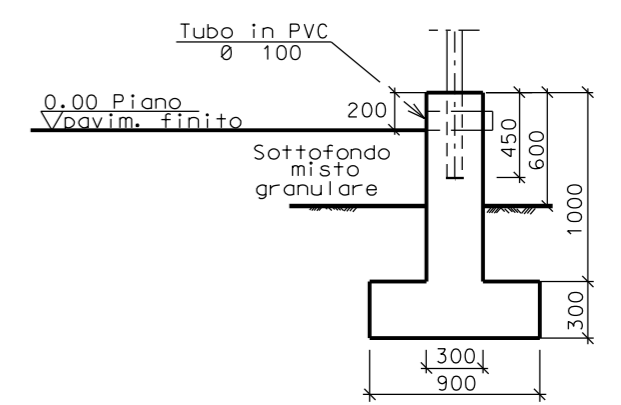 Tubo in PVC
Ø 100
0.00 Piano
pavim. finito
200
Sottofondo
misto
granulare
450
600
1000
300
300
900